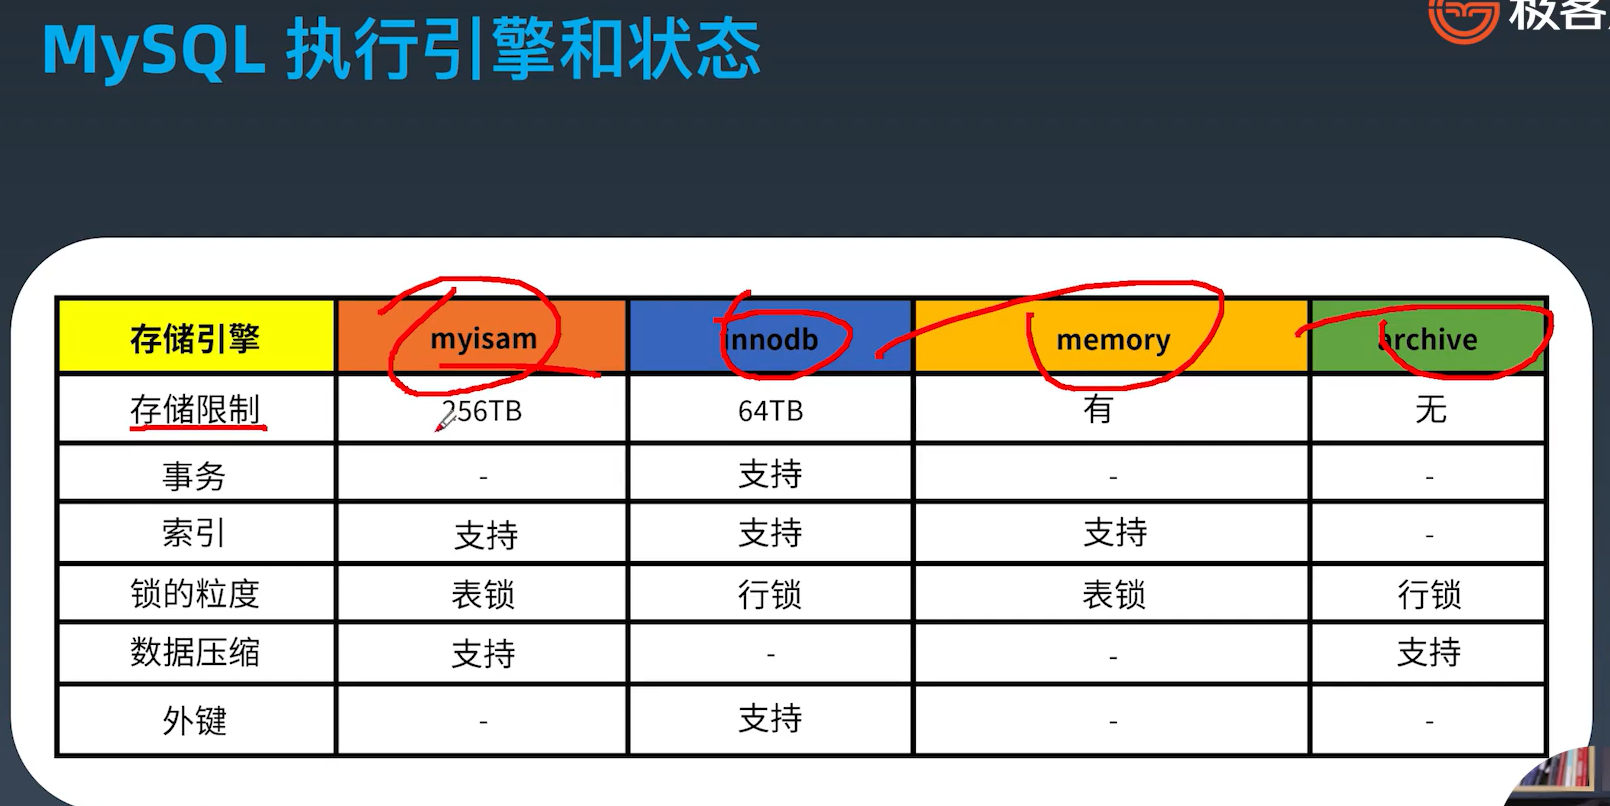 MySQL 执行引擎和状态
极客
存储引擎 myisam innodb memory archive
存储限制 256TB 64TB 有 无
事务 - 支持 - -
索引 支持 支持 支持 -
锁的粒度 表锁 行锁 表锁 行锁
数据压缩 支持 - - 支持
外键 - 支持 - -